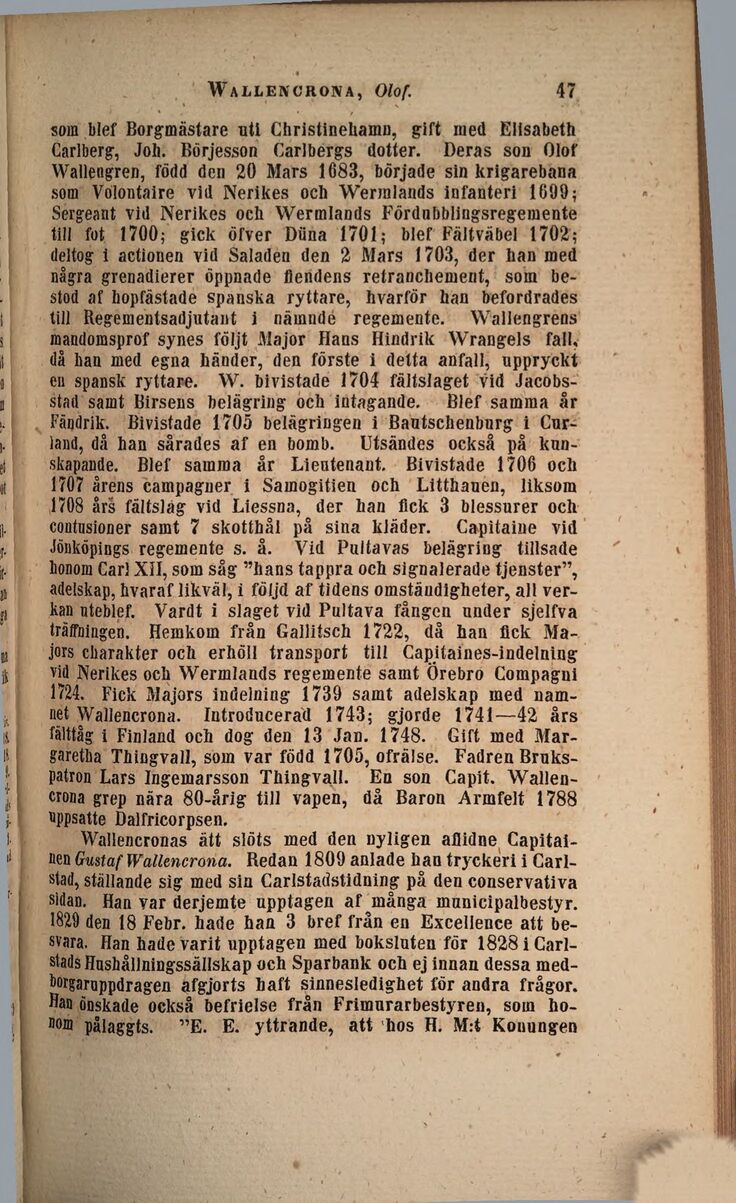 WALLENCRONA, Olof. 47
som blef Borgmästare uti Christinehamn, gift med Elisabeth
Carlberg, Joh. Börjesson Carlbergs dotter. Deras son Olof
Wallengren, född den 20 Mars 1683, började sin krigarebana
som Volontaire vid Nerikes och Wermlands infanteri 1699;
Sergeant vid Nerikes och Wermlands Fördubblingsregemente
till fot 1700; gick öfver Düna 1701; blef Fältväbel 1702;
deltog i actionen vid Saladen den 2 Mars 1703, der han med
några grenadierer öppnade fiendens retranchement, som be-
stod af hopfästade spanska ryttare, hvarför han befordrades
till Regementsadjutant i nämnde regemente. Wallengrens
mandomsprof synes följt Major Hans Hindrik Wrangels fall,
då han med egna händer, den förste i detta anfall, uppryckt
en spansk ryttare. W. bivistade 1704 fältslaget vid Jacobs-
stad samt Birsens belägring och intagande. Blef samma år
Fändrik. Bivistade 1705 belägringen i Bautschenburg i Cur-
land, då han sårades af en bomb. Utsändes också på kun-
skapande. Blef samma år Lieutenant. Bivistade 1706 och
1707 årens campagner i Samogitien och Litthauen, liksom
1708 års fältslag vid Liessna, der han fick 3 blessurer och
contusioner samt 7 skotthål på sina kläder. Capitaine vid
Jönköpings regemente s. å. Vid Pultavas belägring tillsade
honom Carl XII, som såg "hans tappra och signalerade tjenster",
adelskap, hvaraf likväl, i följd af tidens omständigheter, all ver-
kan uteblef. Vardt i slaget vid Pultava fången under sjelfva
träffningen. Hemkom från Gallitsch 1722, då han fick Ma-
jors charakter och erhöll transport till Capitaines-indelning
vid Nerikes och Wermlands regemente samt Örebro Compagni
1724. Fick Majors indelning 1739 samt adelskap med nam-
net Wallencrona. Introducerad 1743; gjorde 1741—42 års
fälttåg i Finland och dog den 13 Jan. 1748. Gift med Mar-
garetha Thingvall, som var född 1705, ofrälse. Fadren Bruks-
patron Lars Ingemarsson Thingvall. En son Capit. Wallen-
crona grep nära 80-årig till vapen, då Baron Armfelt 1788
uppsatte Dalfricorpsen.
Wallencronas ätt slöts med den nyligen aflidne Capitai-
nen Gustaf Wallencrona. Redan 1809 anlade han tryckeri i Carl-
stad, ställande sig med sin Carlstadstidning på den conservativa
sidan. Han var derjemte upptagen af många municipalbestyr.
1829 den 18 Febr. hade han 3 bref från en Excellence att be-
svara. Han hade varit upptagen med boksluten för 1828 i Carl-
stads Hushållningssällskap och Sparbank och ej innan dessa med-
borgaruppdragen afgjorts haft sinnesledighet för andra frågor.
Han önskade också befrielse från Frimurarbestyren, som ho-
nom pålaggts. "E. E. yttrande, att hos H. M:t Konungen